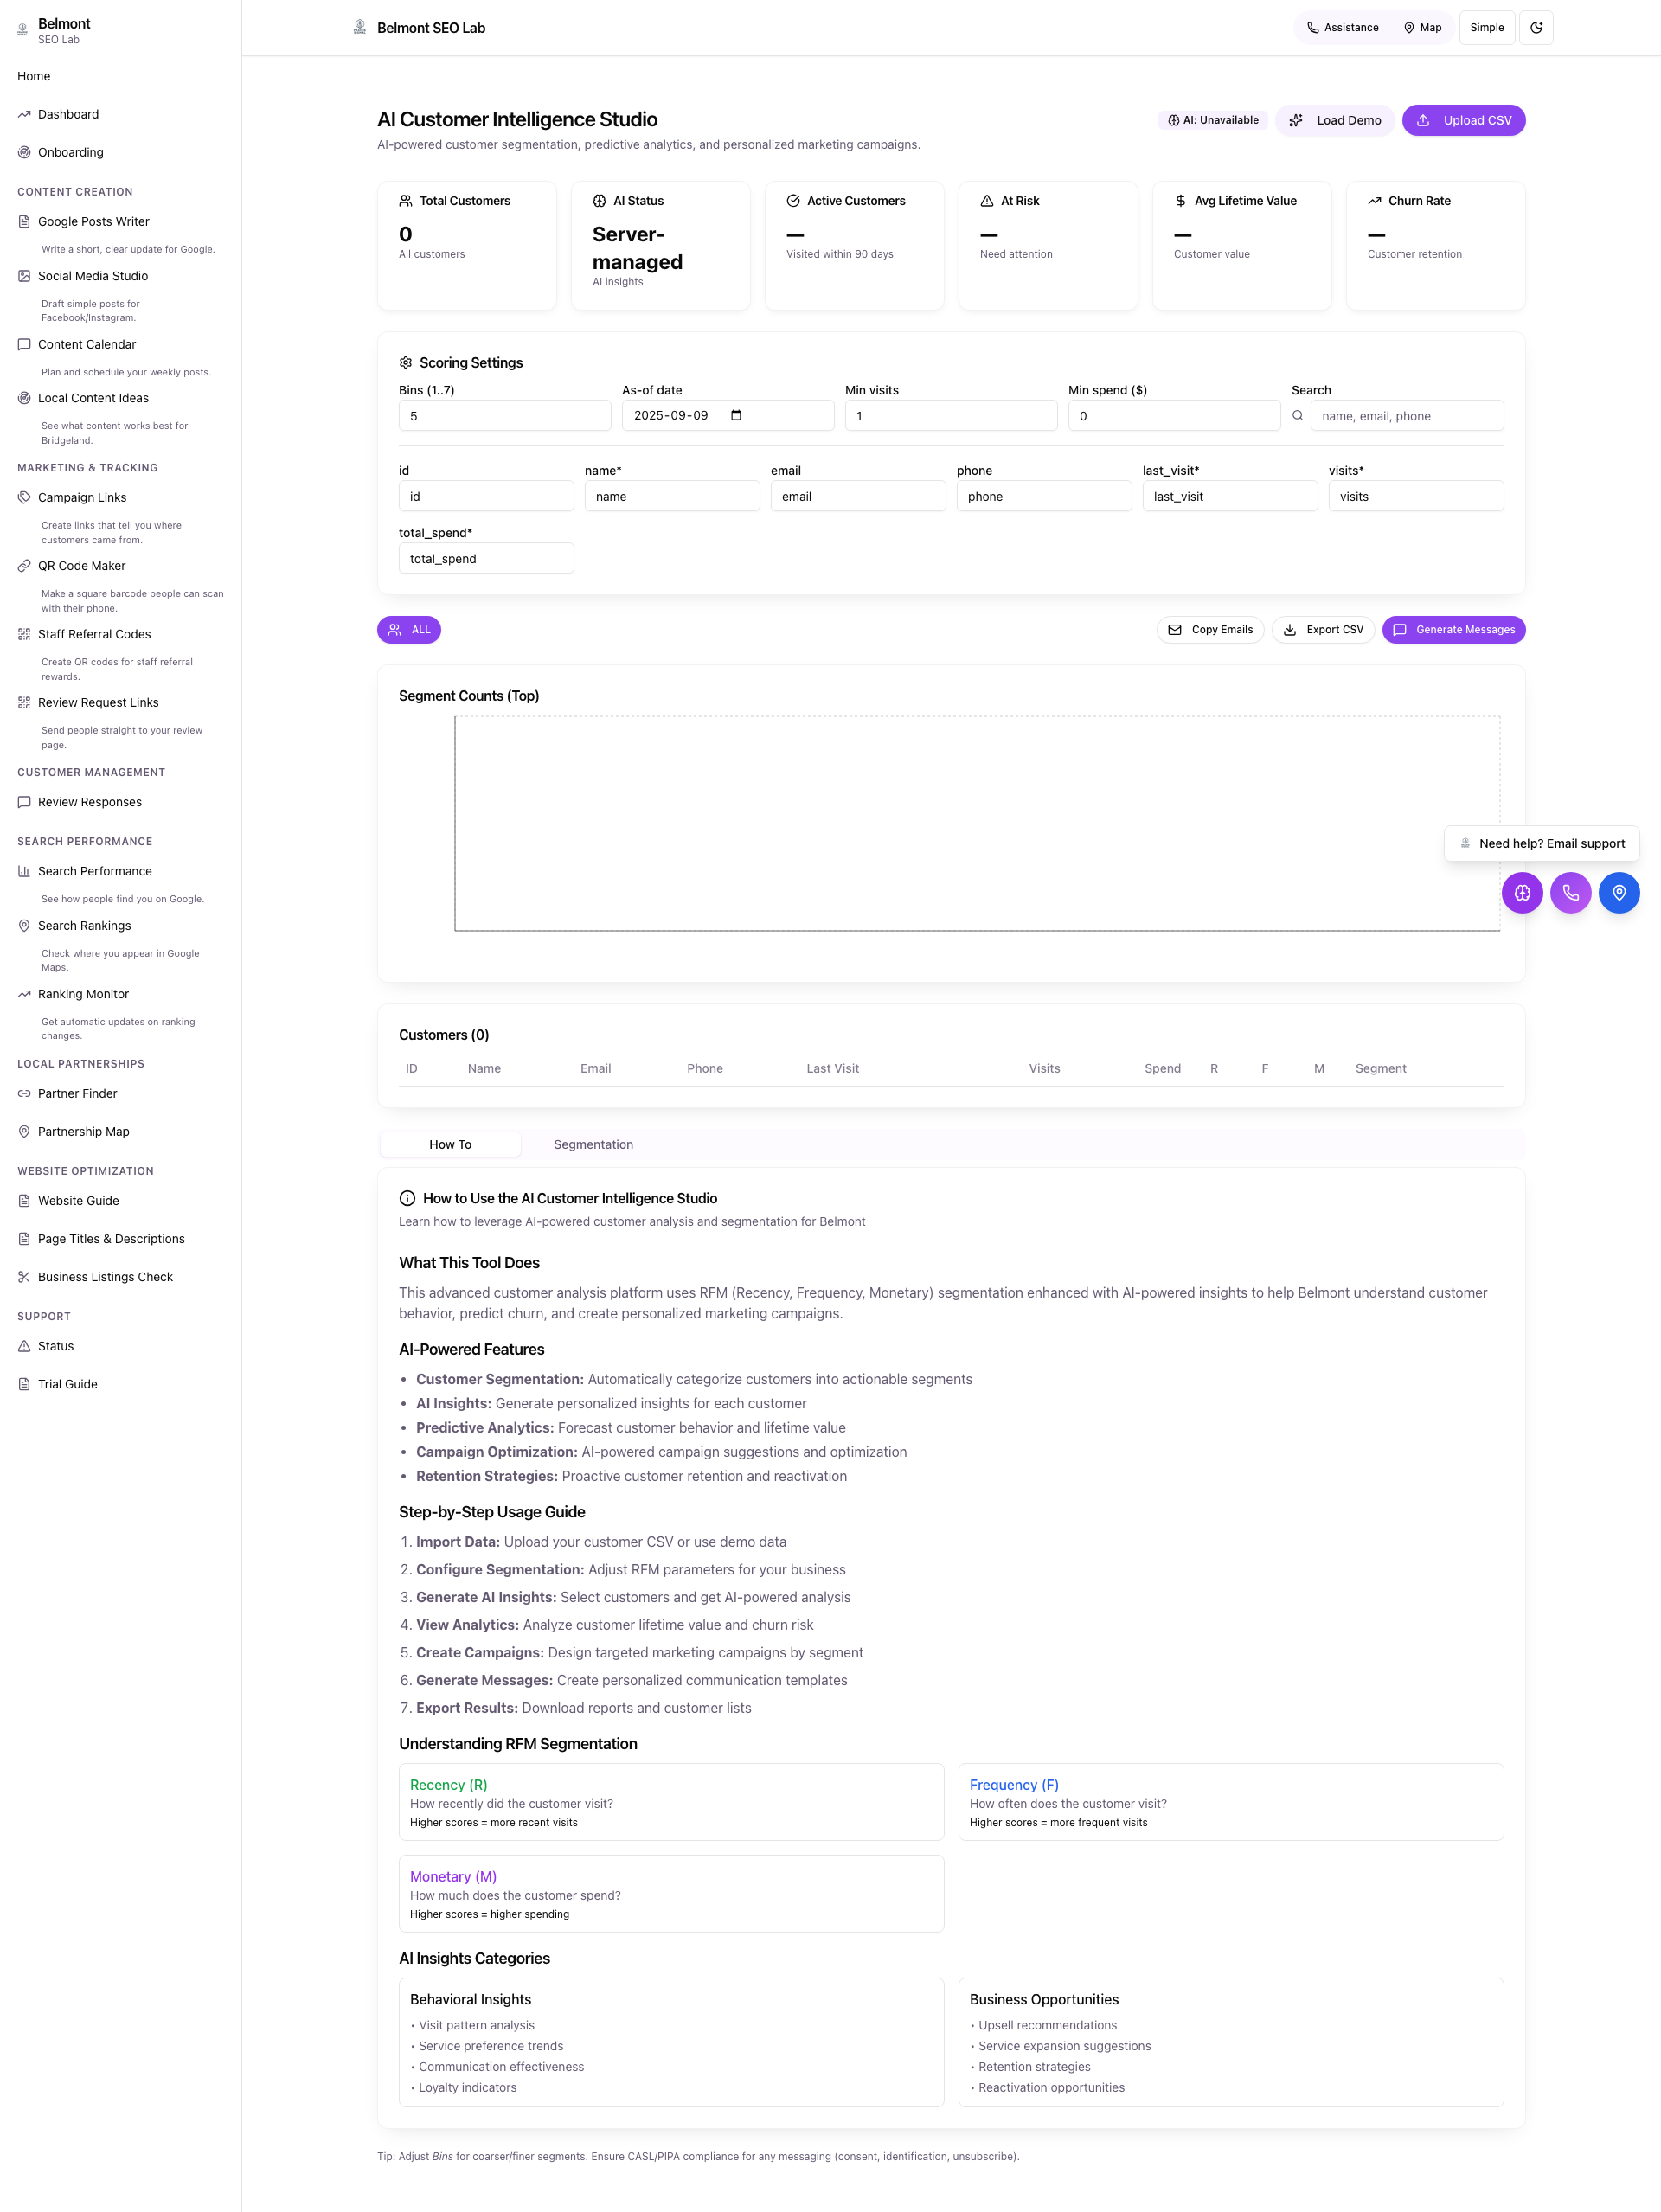 Belmont
SEO Lab
Home
Dashboard
Onboarding
CONTENT CREATION
Google Posts Writer
Write a short, clear update for Google.
Social Media Studio
Draft simple posts for
Facebook/Instagram.
Content Calendar
Plan and schedule your weekly posts.
Local Content Ideas
See what content works best for
Bridgeland.
MARKETING & TRACKING
Campaign Links
Create links that tell you where
customers came from.
QR Code Maker
Make a square barcode people can scan
with their phone.
Staff Referral Codes
Create QR codes for staff referral
rewards.
Review Request Links
Send people straight to your review
page.
CUSTOMER MANAGEMENT
Review Responses
SEARCH PERFORMANCE
Search Performance
See how people find you on Google.
Search Rankings
Check where you appear in Google
Maps.
Ranking Monitor
Get automatic updates on ranking
changes.
LOCAL PARTNERSHIPS
Partner Finder
Partnership Map
WEBSITE OPTIMIZATION
Website Guide
Page Titles & Descriptions
Business Listings Check
SUPPORT
Status
Trial Guide
Belmont SEO Lab
Assistance Map Simple
AI Customer Intelligence Studio
AI-powered customer segmentation, predictive analytics, and personalized marketing campaigns.
AI: Unavailable Load Demo Upload CSV
Total Customers
0
All customers
AI Status
Server-
managed
AI insights
Active Customers
—
Visited within 90 days
At Risk
—
Need attention
Avg Lifetime Value
—
Customer value
Churn Rate
—
Customer retention
Scoring Settings
Bins (1..7) As-of date Min visits Min spend ($) Search
5 2025-09-09 1 0 name, email, phone
id name* email phone last_visit* visits*
id name email phone last_visit visits
total_spend*
total_spend
ALL Copy Emails Export CSV Generate Messages
Segment Counts (Top)
Need help? Email support
Customers (0)
ID Name Email Phone Last Visit Visits Spend R F M Segment
How To Segmentation
How to Use the AI Customer Intelligence Studio
Learn how to leverage AI-powered customer analysis and segmentation for Belmont
What This Tool Does
This advanced customer analysis platform uses RFM (Recency, Frequency, Monetary) segmentation enhanced with AI-powered insights to help Belmont understand customer
behavior, predict churn, and create personalized marketing campaigns.
AI-Powered Features
• Customer Segmentation: Automatically categorize customers into actionable segments
• AI Insights: Generate personalized insights for each customer
• Predictive Analytics: Forecast customer behavior and lifetime value
• Campaign Optimization: AI-powered campaign suggestions and optimization
• Retention Strategies: Proactive customer retention and reactivation
Step-by-Step Usage Guide
1. Import Data: Upload your customer CSV or use demo data
2. Configure Segmentation: Adjust RFM parameters for your business
3. Generate AI Insights: Select customers and get AI-powered analysis
4. View Analytics: Analyze customer lifetime value and churn risk
5. Create Campaigns: Design targeted marketing campaigns by segment
6. Generate Messages: Create personalized communication templates
7. Export Results: Download reports and customer lists
Understanding RFM Segmentation
Recency (R)
How recently did the customer visit?
Higher scores = more recent visits
Frequency (F)
How often does the customer visit?
Higher scores = more frequent visits
Monetary (M)
How much does the customer spend?
Higher scores = higher spending
AI Insights Categories
Behavioral Insights
• Visit pattern analysis
• Service preference trends
• Communication effectiveness
• Loyalty indicators
Business Opportunities
• Upsell recommendations
• Service expansion suggestions
• Retention strategies
• Reactivation opportunities
Tip: Adjust Bins for coarser/finer segments. Ensure CASL/PIPA compliance for any messaging (consent, identification, unsubscribe).